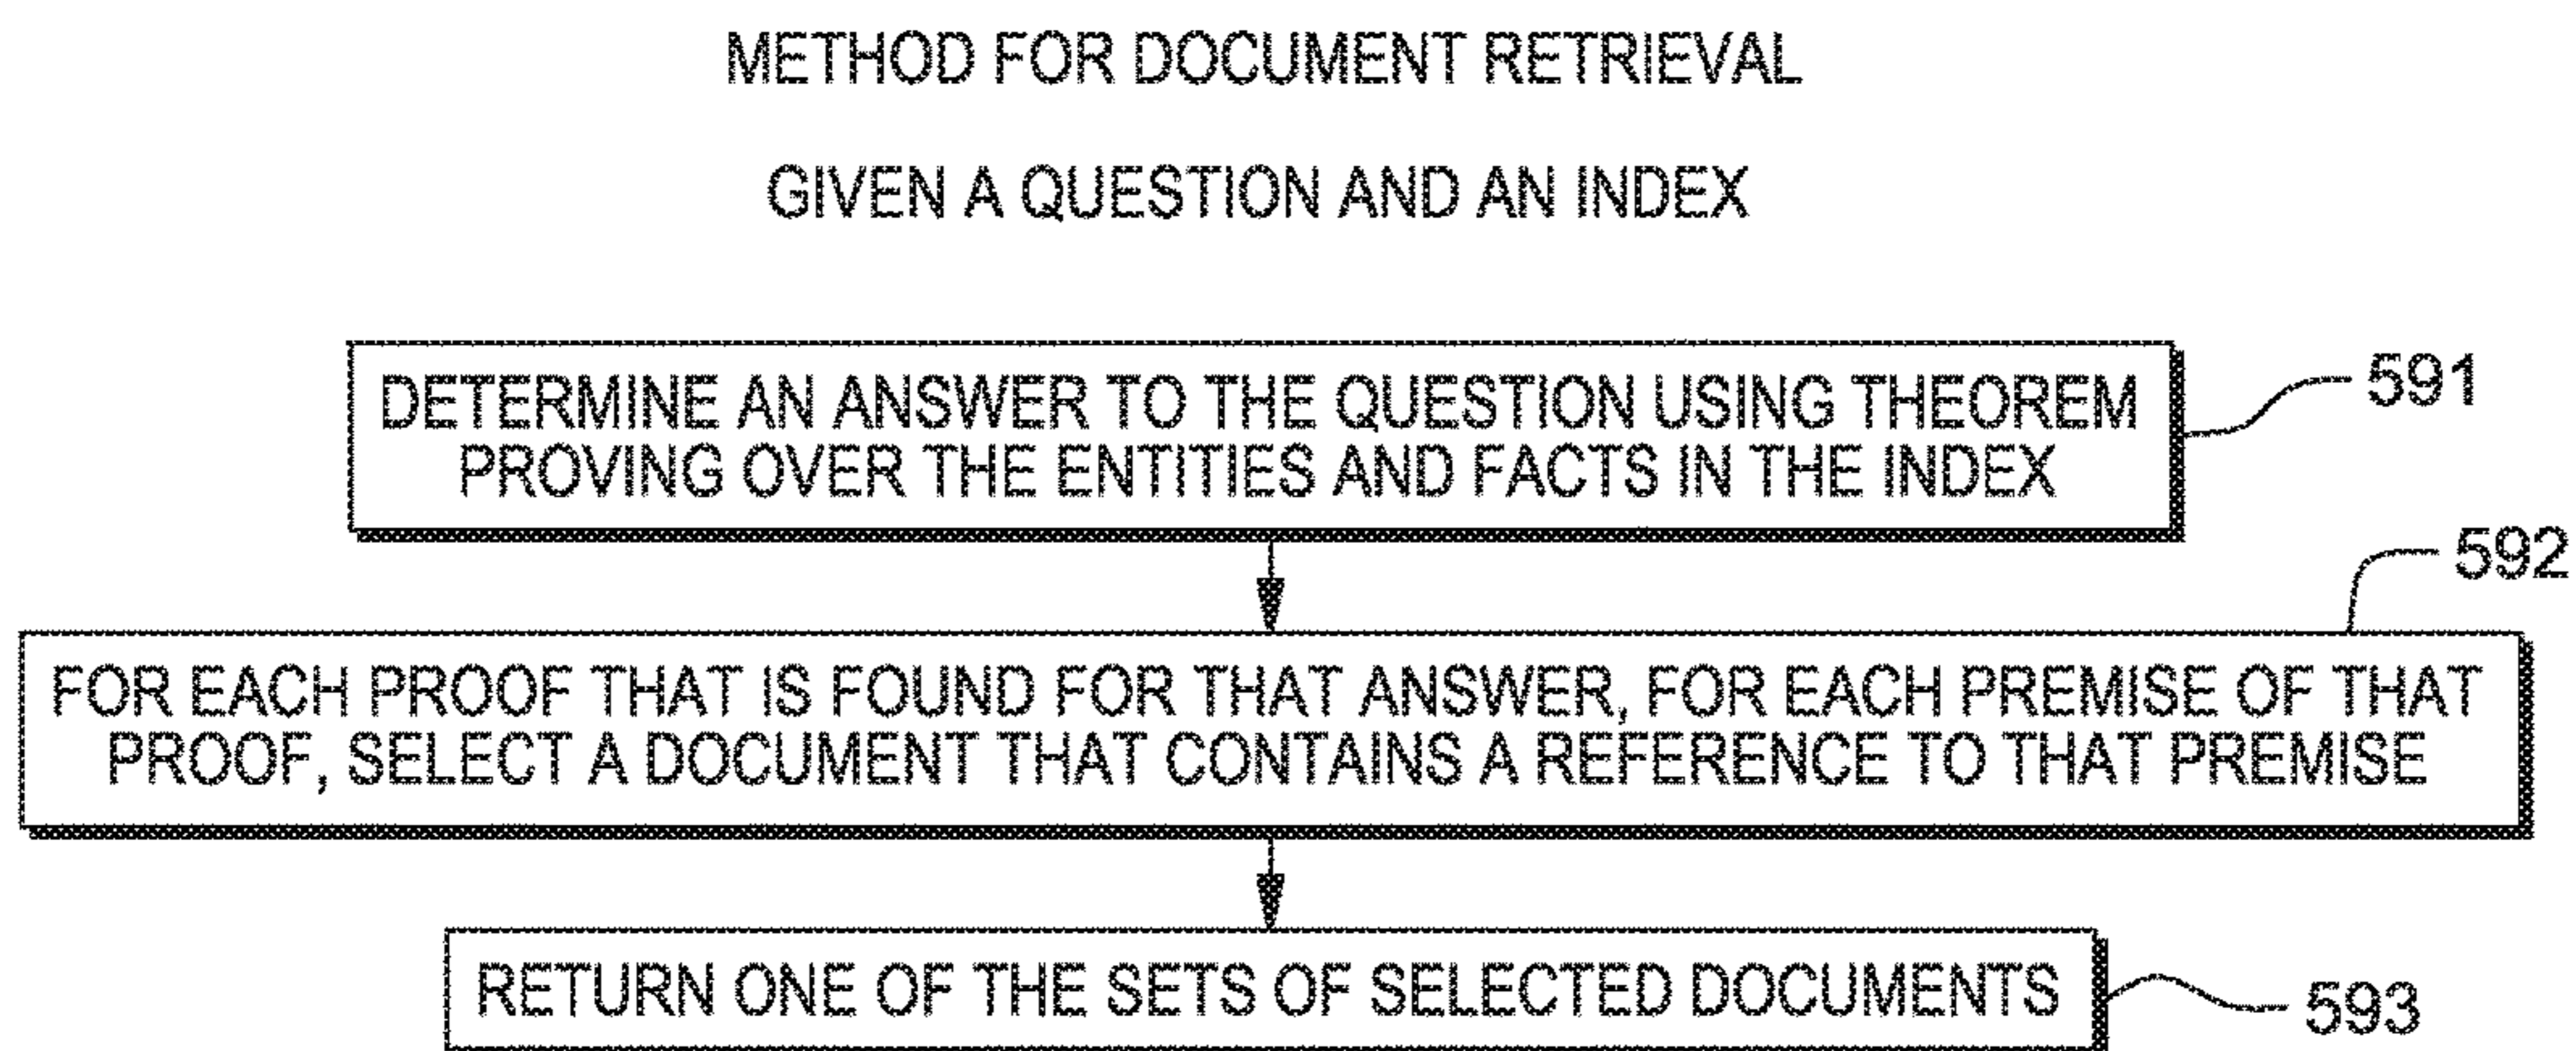 METHOD FOR DOCUMENT RETRIEVAL
GIVEN A QUESTION AND AN INDEX
DETERMINE AN ANSWER TO THE QUESTION USING THEOREM
PROVING OVER THE ENTITIES AND FACTS IN THE INDEX
591
592
FOR EACH PROOF THAT IS FOUND FOR THAT ANSWER, FOR EACH PREMISE OF THAT
PROOF, SELECT A DOCUMENT THAT CONTAINS A REFERENCE TO THAT PREMISE
RETURN ONE OF THE SETS OF SELECTED DOCUMENTS
593